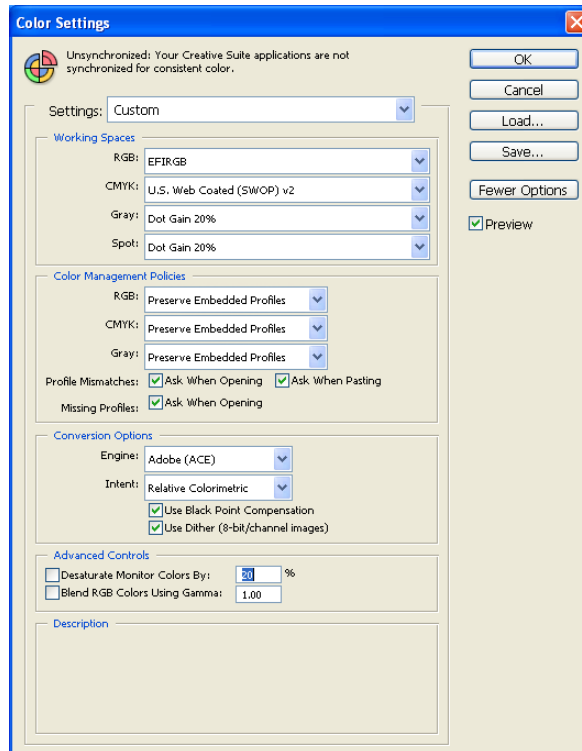 Color Settings
Unsynchronized: Your Creative Suite applications are not
synchronized for consistent color.
OK
Cancel
Load...
Save...
Fewer Options
Preview
Settings: Custom
Working Spaces
RGB: EFIRGB
CMYK: U.S. Web Coated (SWOP) v2
Gray: Dot Gain 20%
Spot: Dot Gain 20%
Color Management Policies
RGB: Preserve Embedded Profiles
CMYK: Preserve Embedded Profiles
Gray: Preserve Embedded Profiles
Profile Mismatches: Ask When Opening Ask When Pasting
Missing Profiles: Ask When Opening
Conversion Options
Engine: Adobe (ACE)
Intent: Relative Colorimetric
Use Black Point Compensation
Use Dither (8-bit/channel images)
Advanced Controls
Desaturate Monitor Colors By: 20 %
Blend RGB Colors Using Gamma: 1.00
Description